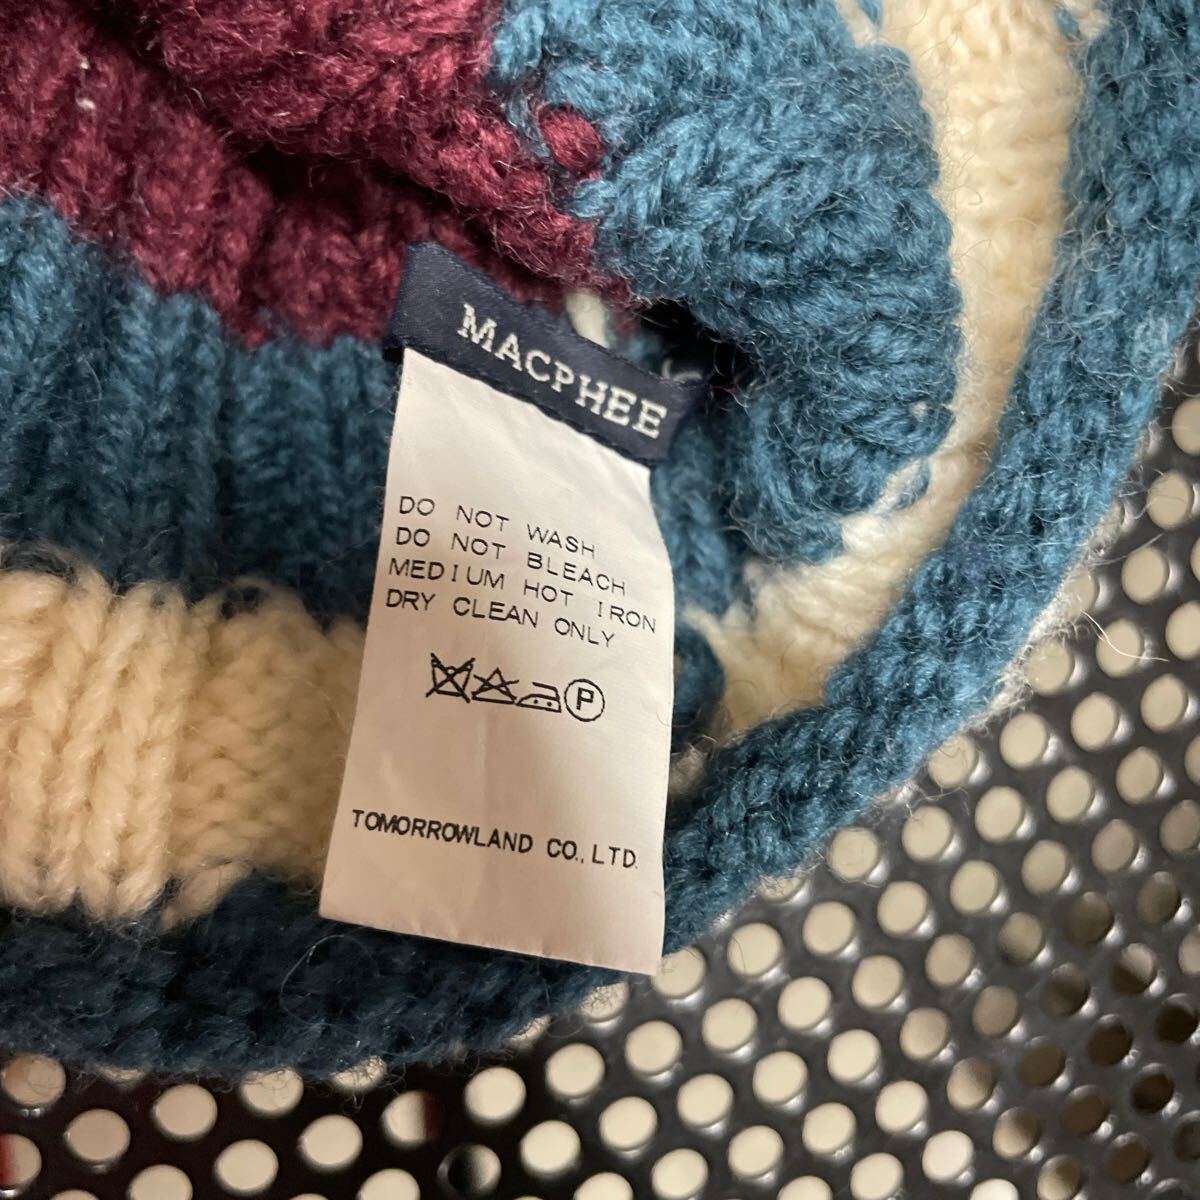 MACPHEE
DO NOT WASH
DO NOT BLEACH
MEDIUM HOT IRON
DRY CLEAN ONLY
P
TOMORROWLAND CO., LTD.